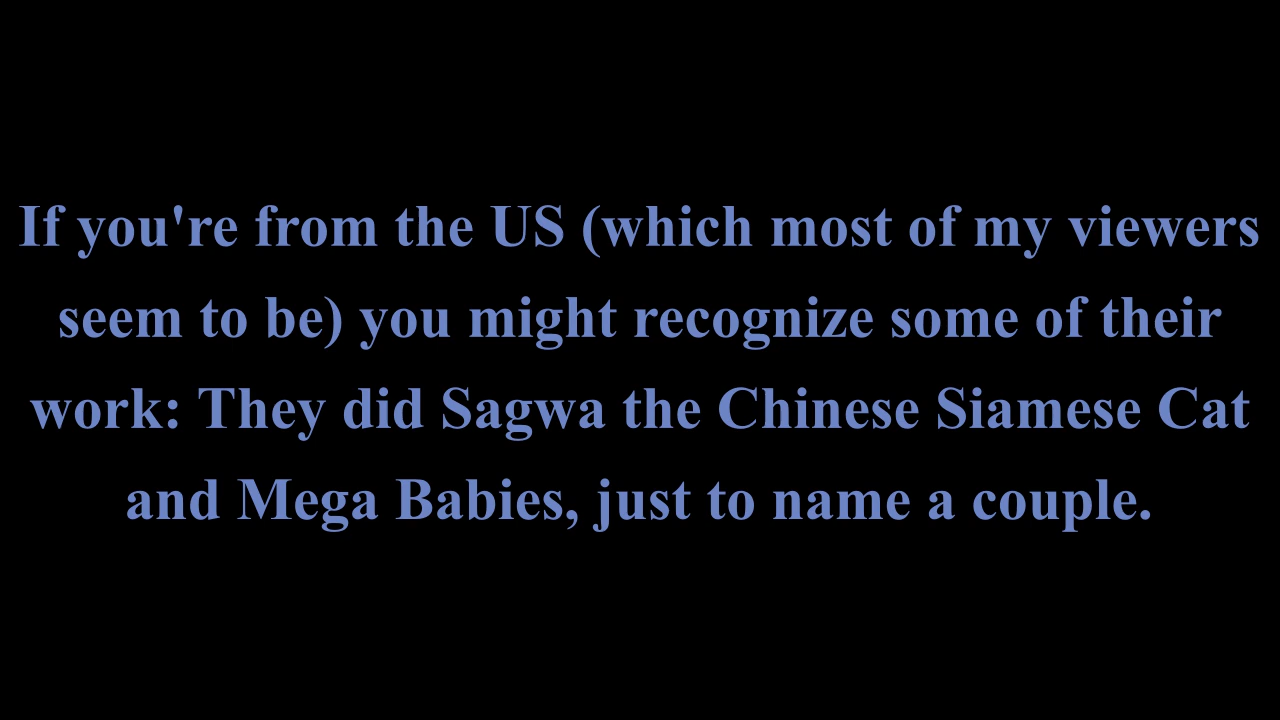 If you're from the US (which most of my viewers
seem to be) you might recognize some of their
work: They did Sagwa the Chinese Siamese Cat
and Mega Babies, just to name a couple.